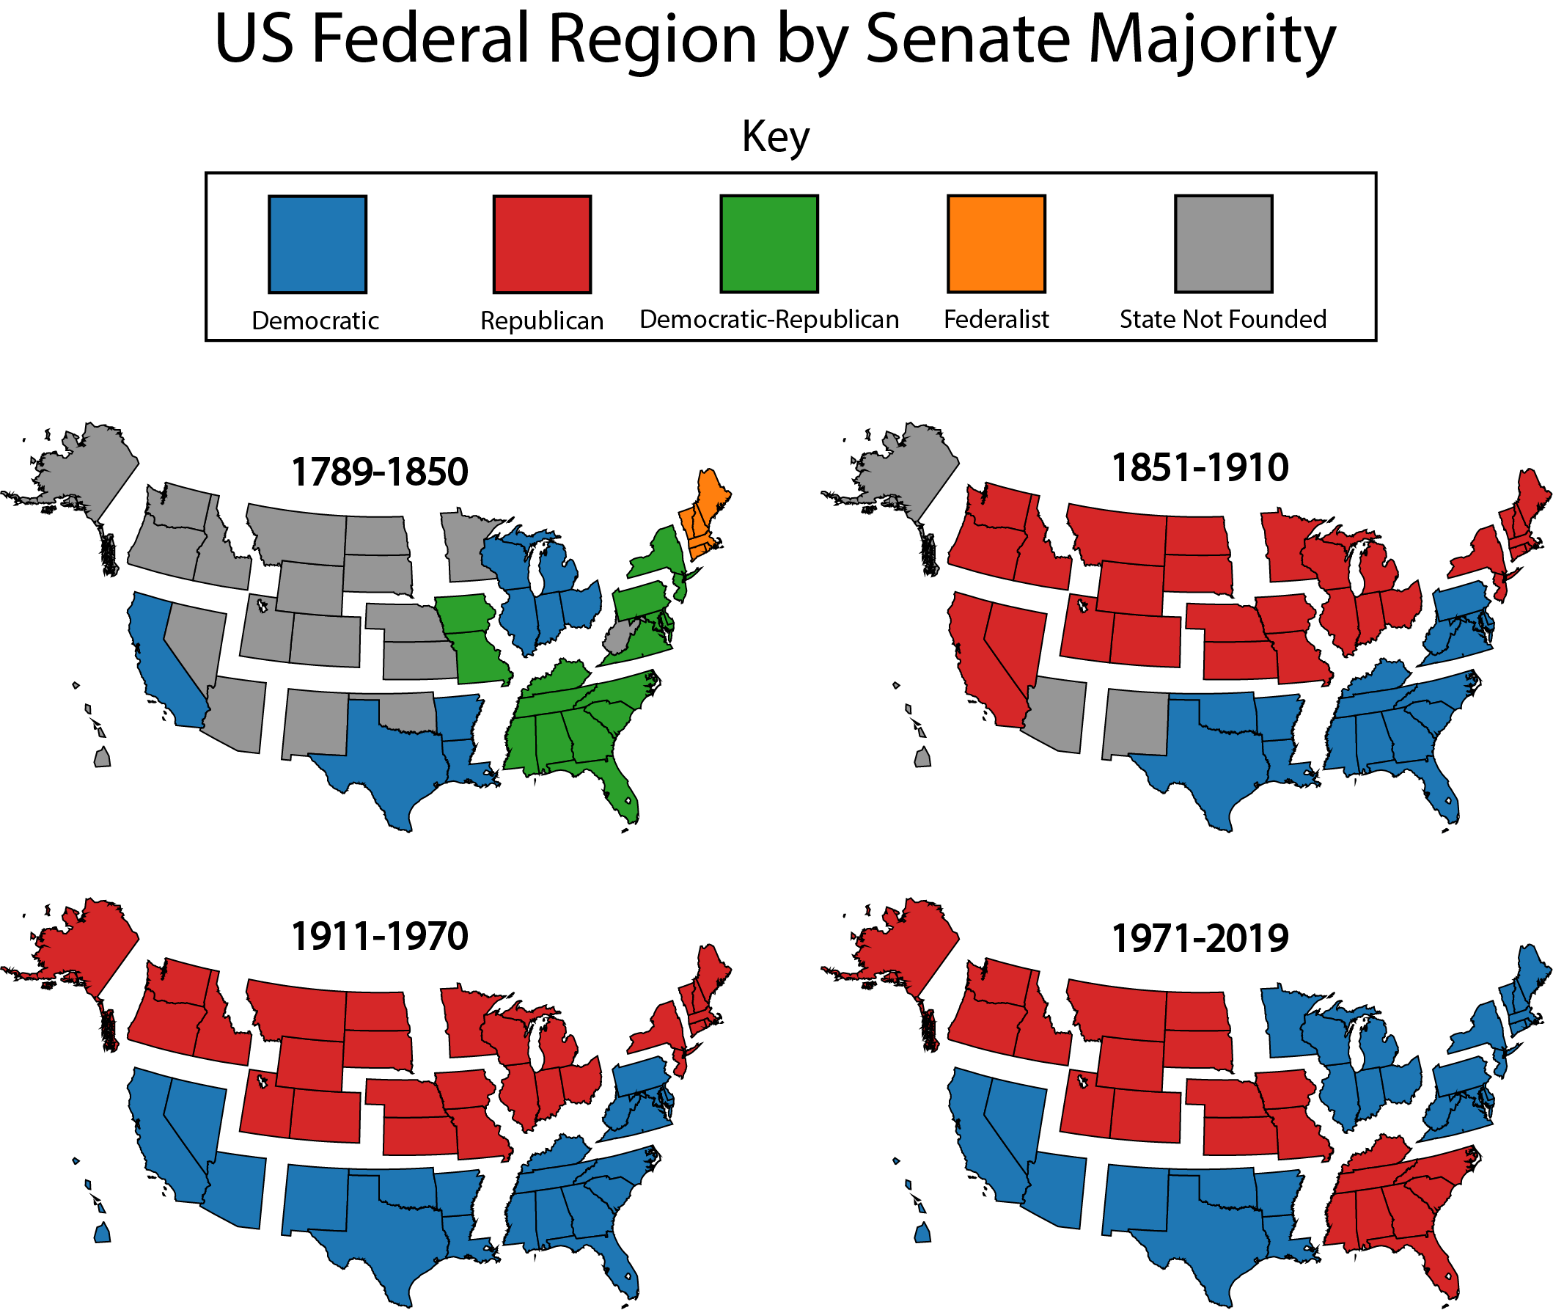 US Federal Region by Senate Majority
Key
Democratic
Republican
Democratic-Republican
Federalist
State Not Founded
1789-1850
1851-1910
1911-1970
1971-2019